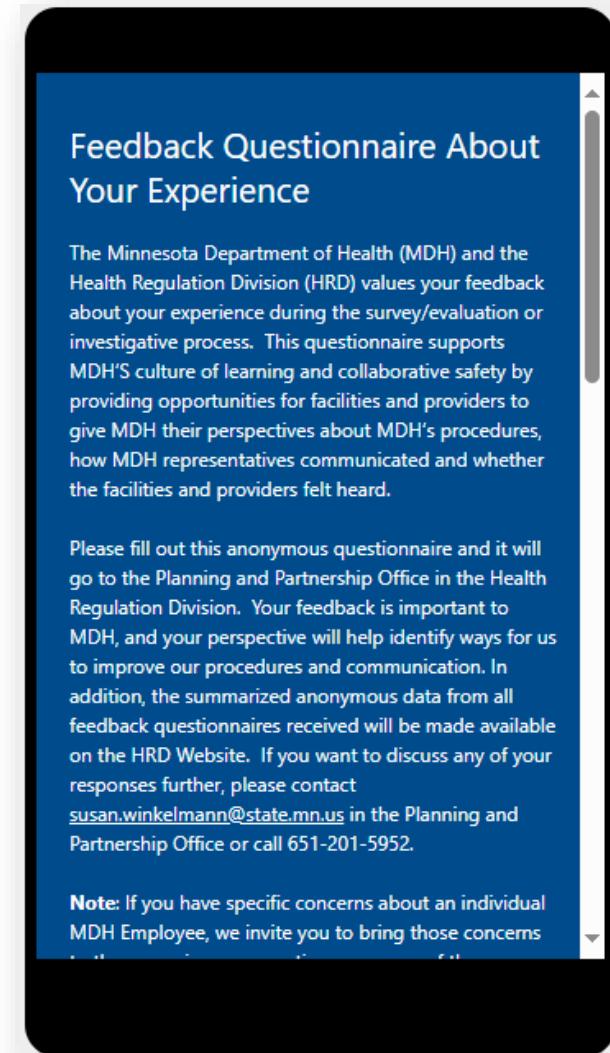 Feedback Questionnaire About
Your Experience
The Minnesota Department of Health (MDH) and the
Health Regulation Division (HRD) values your feedback
about your experience during the survey/evaluation or
investigative process.  This questionnaire supports
MDH'S culture of learning and collaborative safety by
providing opportunities for facilities and providers to
give MDH their perspectives about MDH's procedures,
how MDH representatives communicated and whether
the facilities and providers felt heard.
Please fill out this anonymous questionnaire and it will
go to the Planning and Partnership Office in the Health
Regulation Division.  Your feedback is important to
MDH, and your perspective will help identify ways for us
to improve our procedures and communication. In
addition, the summarized anonymous data from all
feedback questionnaires received will be made available
on the HRD Website.  If you want to discuss any of your
responses further, please contact
susan.winkelmann@state.mn.us in the Planning and
Partnership Office or call 651-201-5952.
Note: If you have specific concerns about an individual
MDH Employee, we invite you to bring those concerns